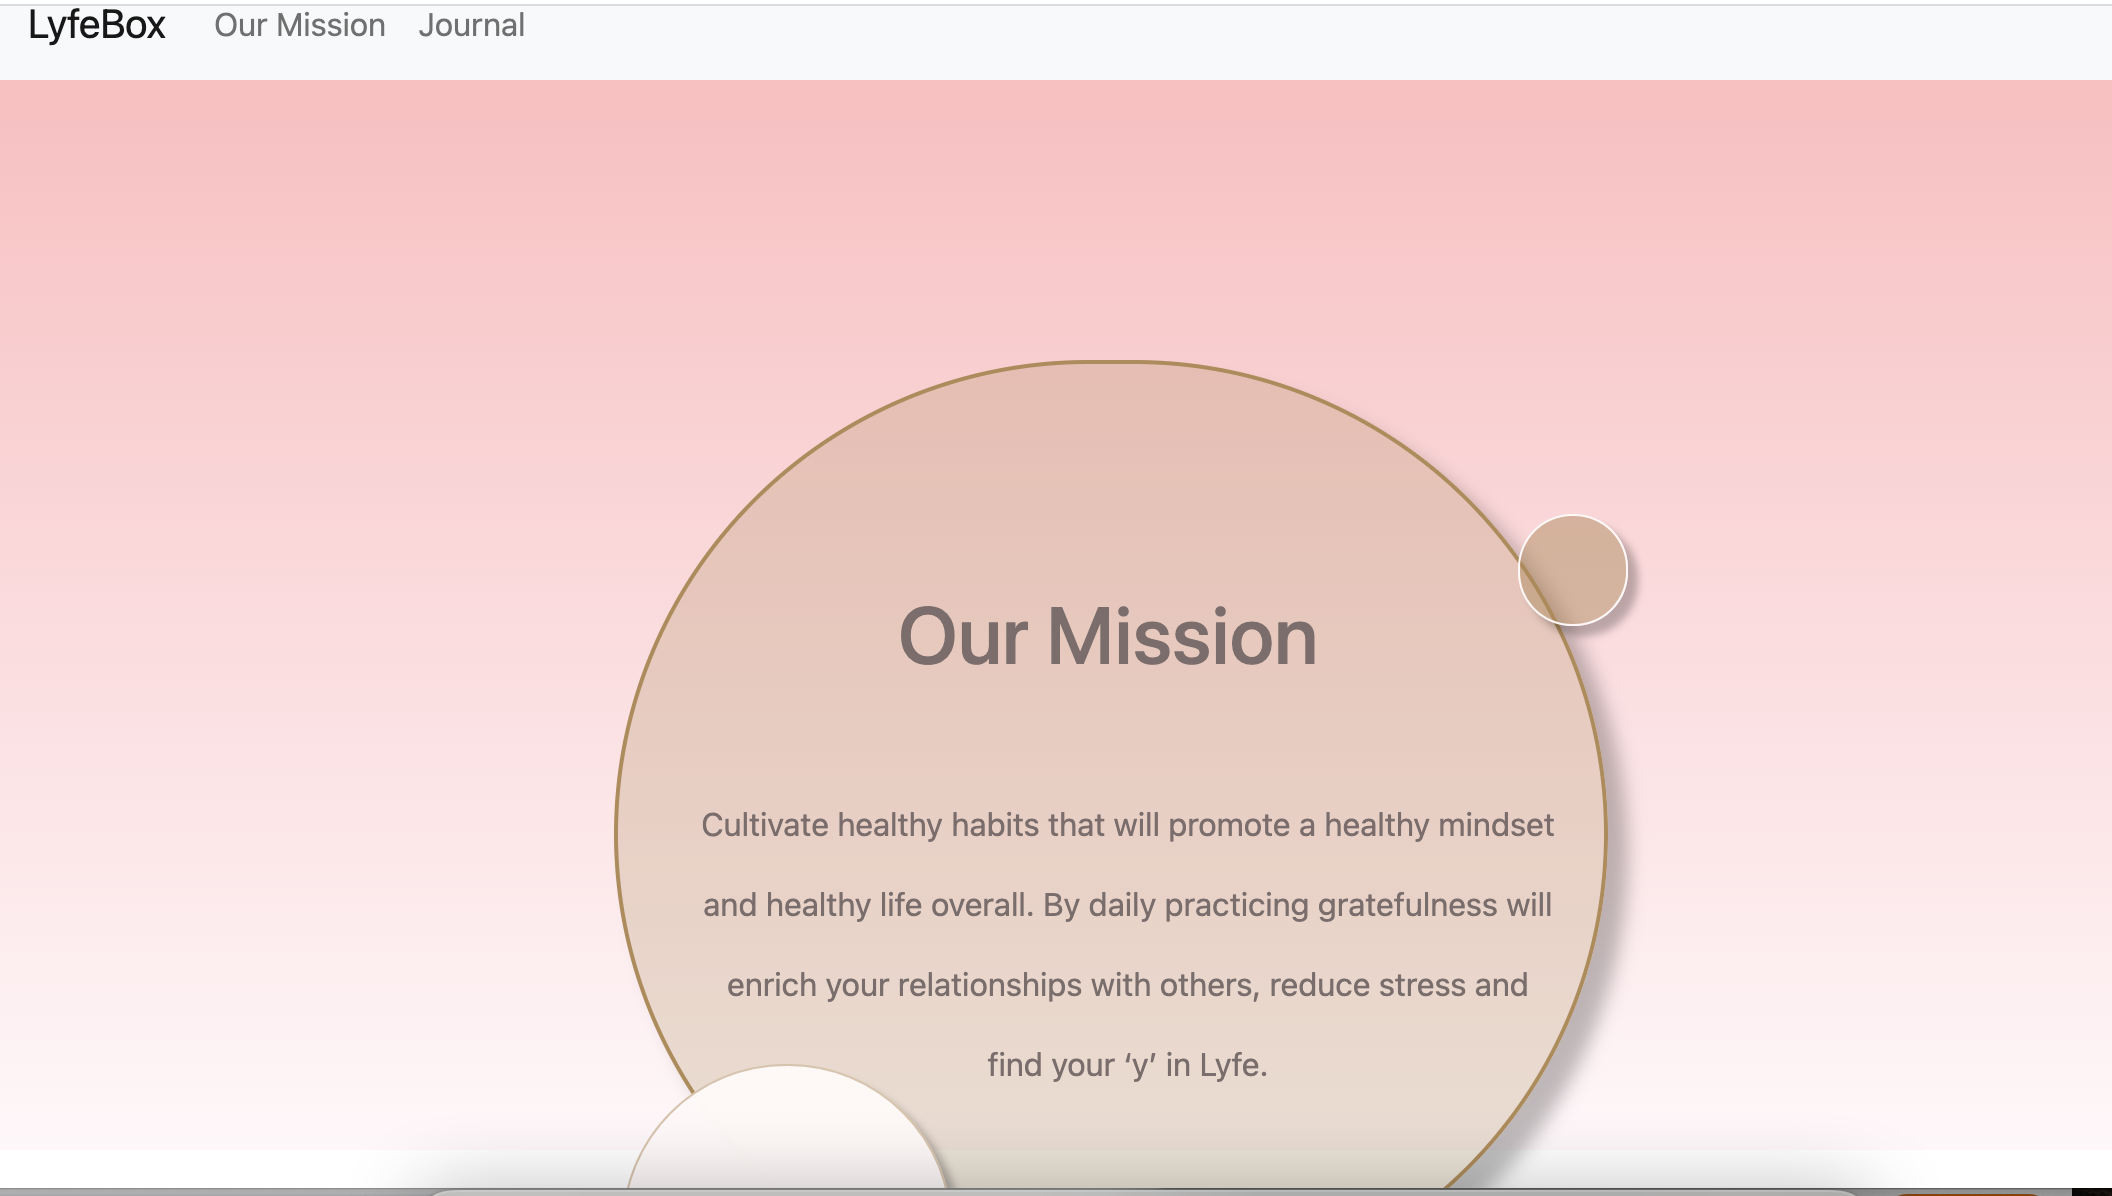 LyfeBox Our Mission Journal
Our Mission
Cultivate healthy habits that will promote a healthy mindset
and healthy life overall. By daily practicing gratefulness will
enrich your relationships with others, reduce stress and
find your ‘y’ in Lyfe.